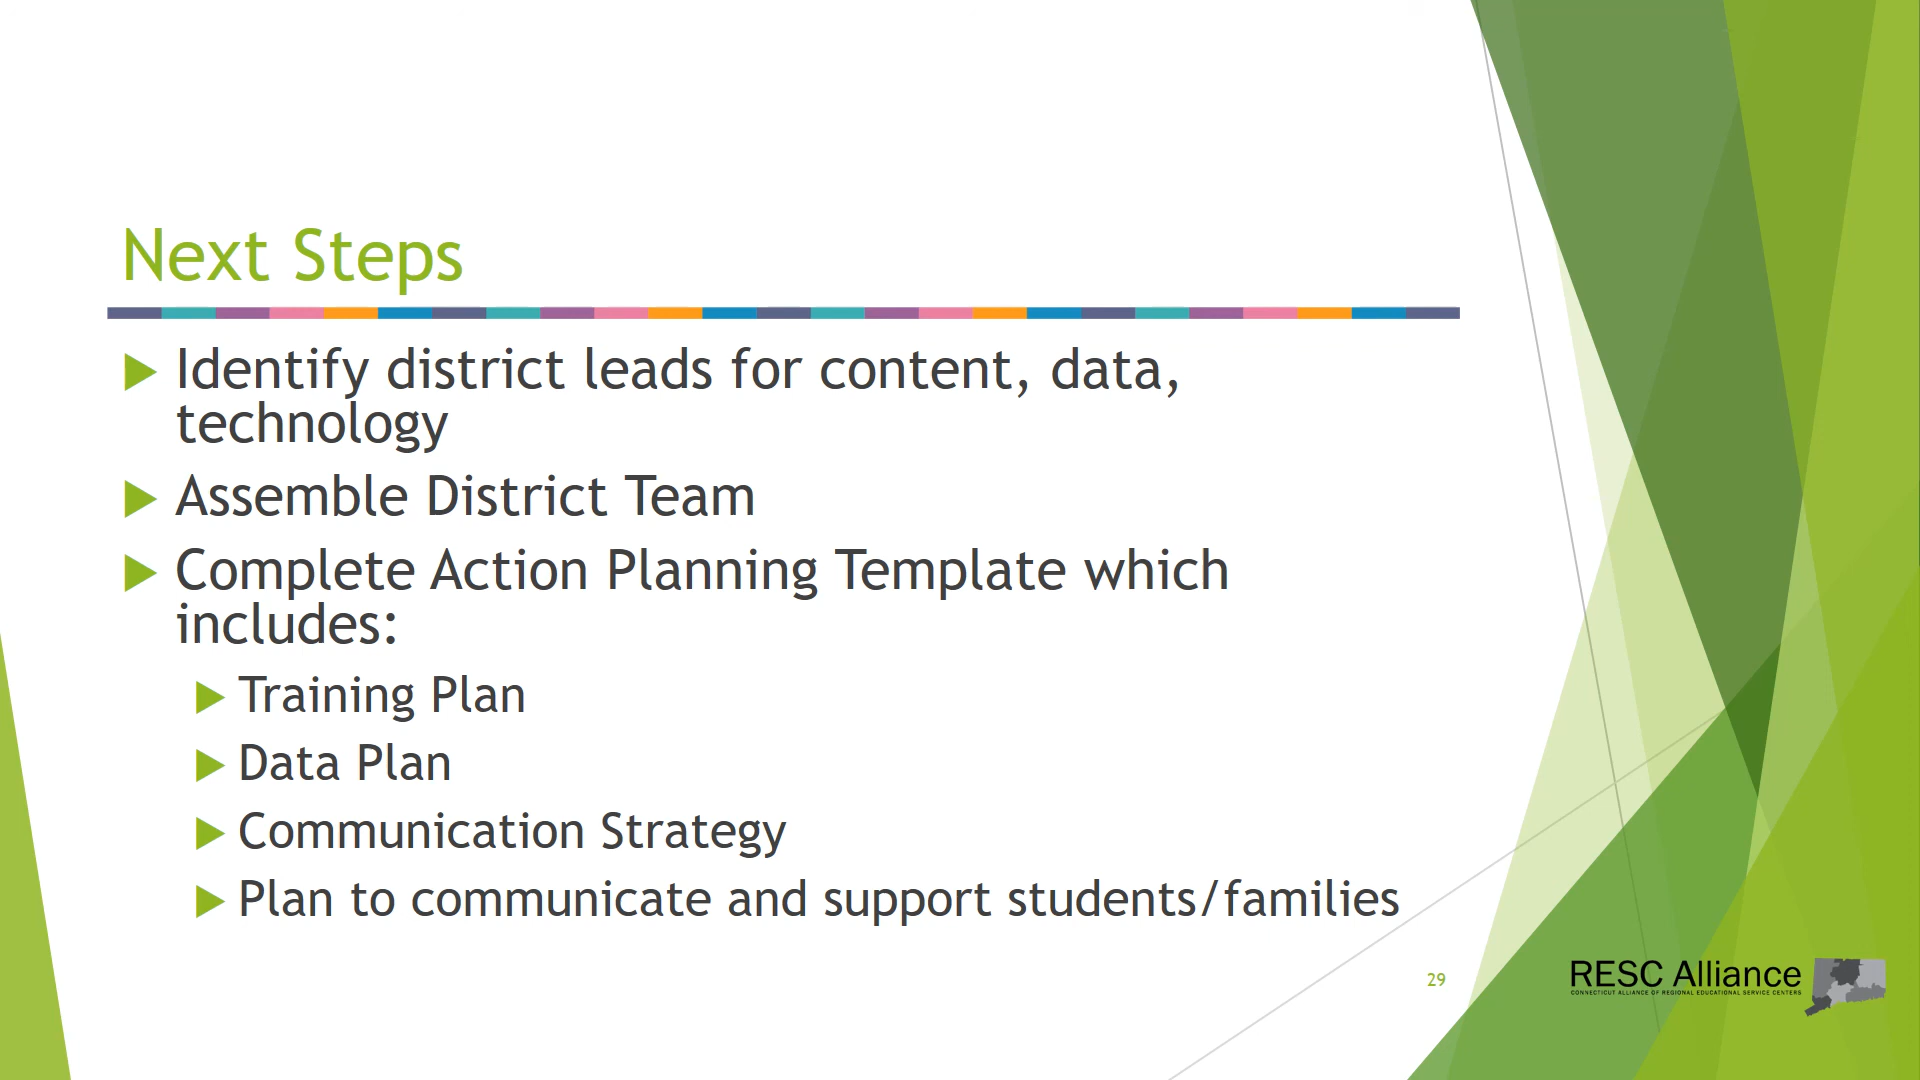 Next Steps
Identify district leads for content, data,
technology
Assemble District Team
Complete Action Planning Template which
includes:
Training Plan
Data Plan
Communication Strategy
Plan to communicate and support students/families
29
RESC Alliance
CONNECTICUT ALLIANCE OF REGIONAL EDUCATIONAL SERVICE CENTERS